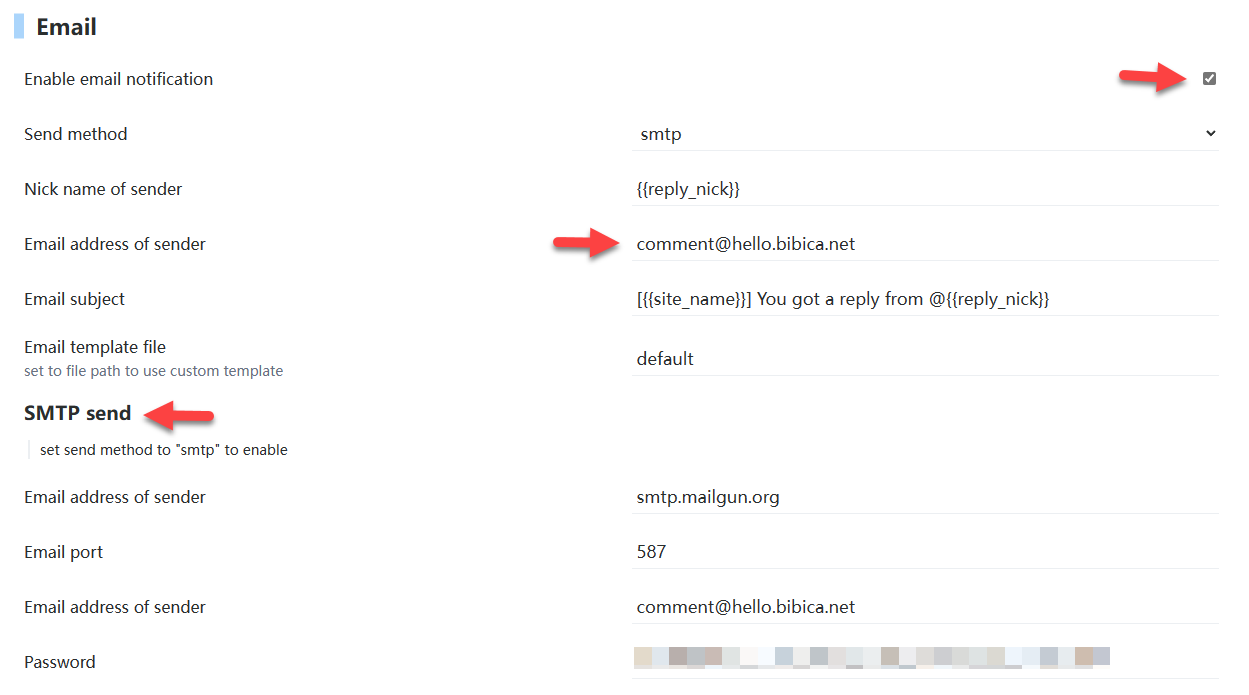 Email
Enable email notification
Send method smtp
Nick name of sender {{reply_nick}}
Email address of sender comment@hello.bibica.net
Email subject [{{site_name}}] You got a reply from @{{reply_nick}}
Email template file
set to file path to use custom template
default
SMTP send
set send method to "smtp" to enable
Email address of sender smtp.mailgun.org
Email port 587
Email address of sender comment@hello.bibica.net
Password